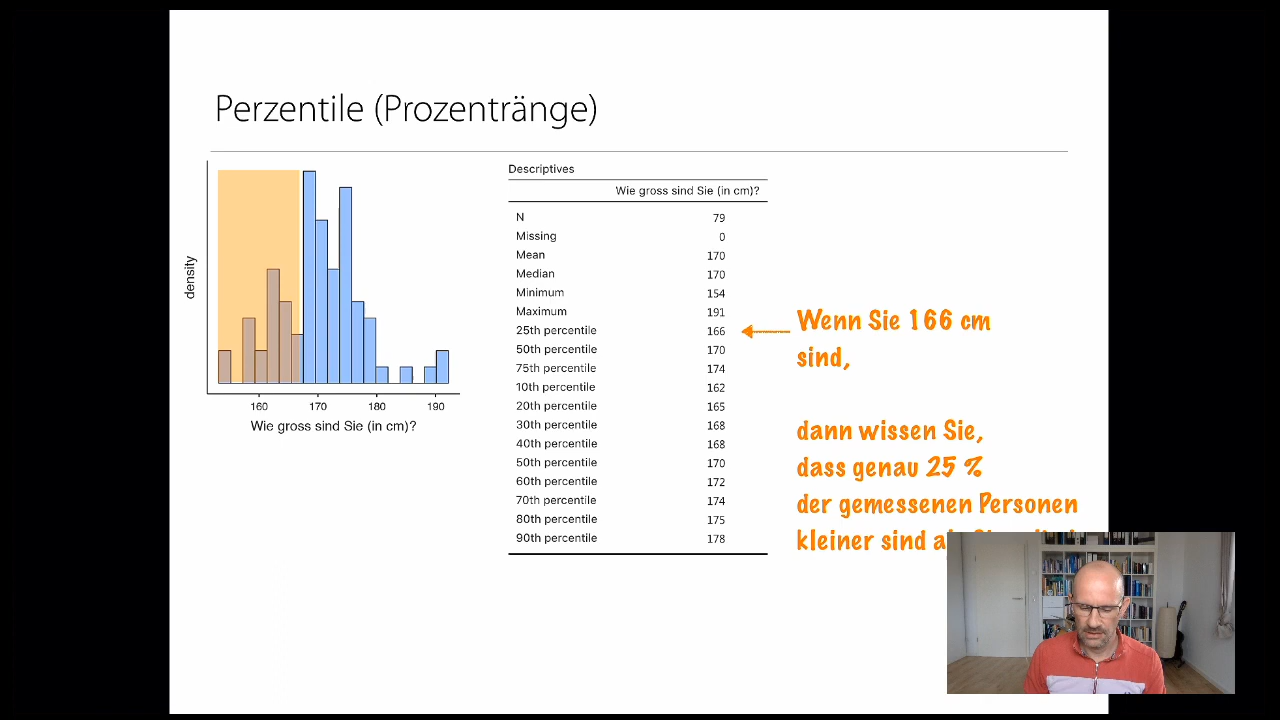 Perzentile (Prozentränge)
density
160 170 180 190
Wie gross sind Sie (in cm)?
Descriptives
Wie gross sind Sie (in cm)?
N 79
Missing 0
Mean 170
Median 170
Minimum 154
Maximum 191
25th percentile 166
50th percentile 170
75th percentile 174
10th percentile 162
20th percentile 165
30th percentile 168
40th percentile 168
50th percentile 170
60th percentile 172
70th percentile 174
80th percentile 175
90th percentile 178
Wenn Sie 166 cm
sind,
dann wissen Sie,
dass genau 25 %
der gemessenen Personen
kleiner sind